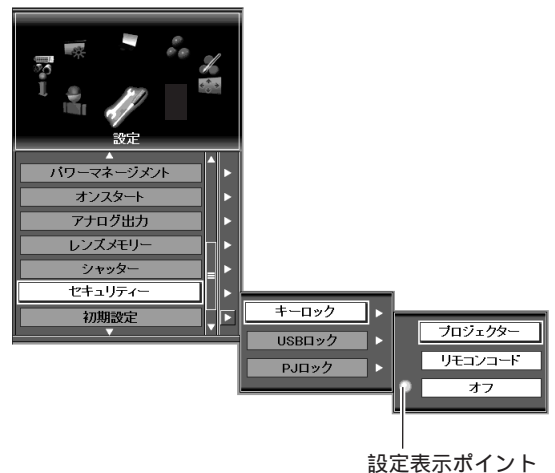 設定
パワーマネージメント
オンスタート
アナログ出力
レンズメモリー
シャッター
セキュリティー
初期設定
キーロック
USBロック
PJロック
プロジェクター
リモコンコード
オフ
設定表示ポイント